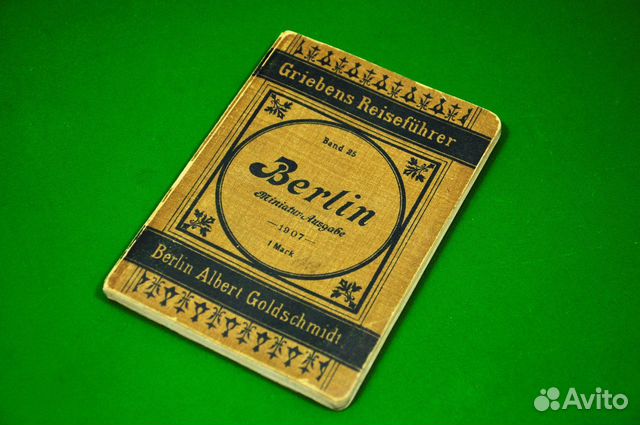 Griebens Reiseführer
Band 25
Berlin
Miniatur-Ausgabe
—1907—
1 Mark
Berlin Albert Goldschmidt.
Avito